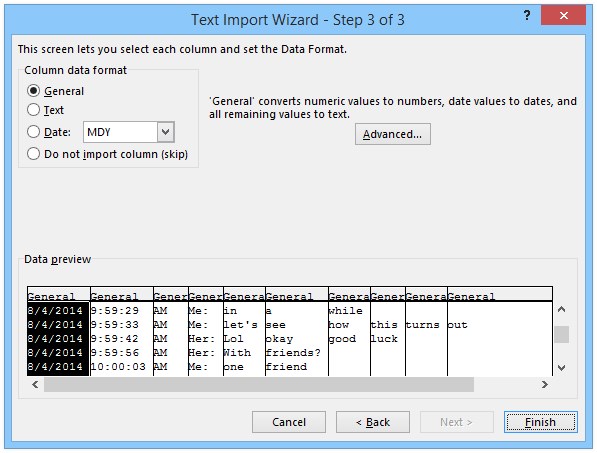 Text Import Wizard - Step 3 of 3
?
This screen lets you select each column and set the Data Format.
Column data format
General
Text
Date: MDY
Do not import column (skip)
'General' converts numeric values to numbers, date values to dates, and
all remaining values to text.
Advanced...
Data preview
General General General General General General General General General General
8/4/2014 9:59:29 AM Me: in a while
8/4/2014 9:59:33 AM Me: let's see how this turns out
8/4/2014 9:59:42 AM Her: Lol okay good luck
8/4/2014 9:59:56 AM Her: With friends?
8/4/2014 10:00:03 AM Me: one friend
Cancel < Back Next > Finish